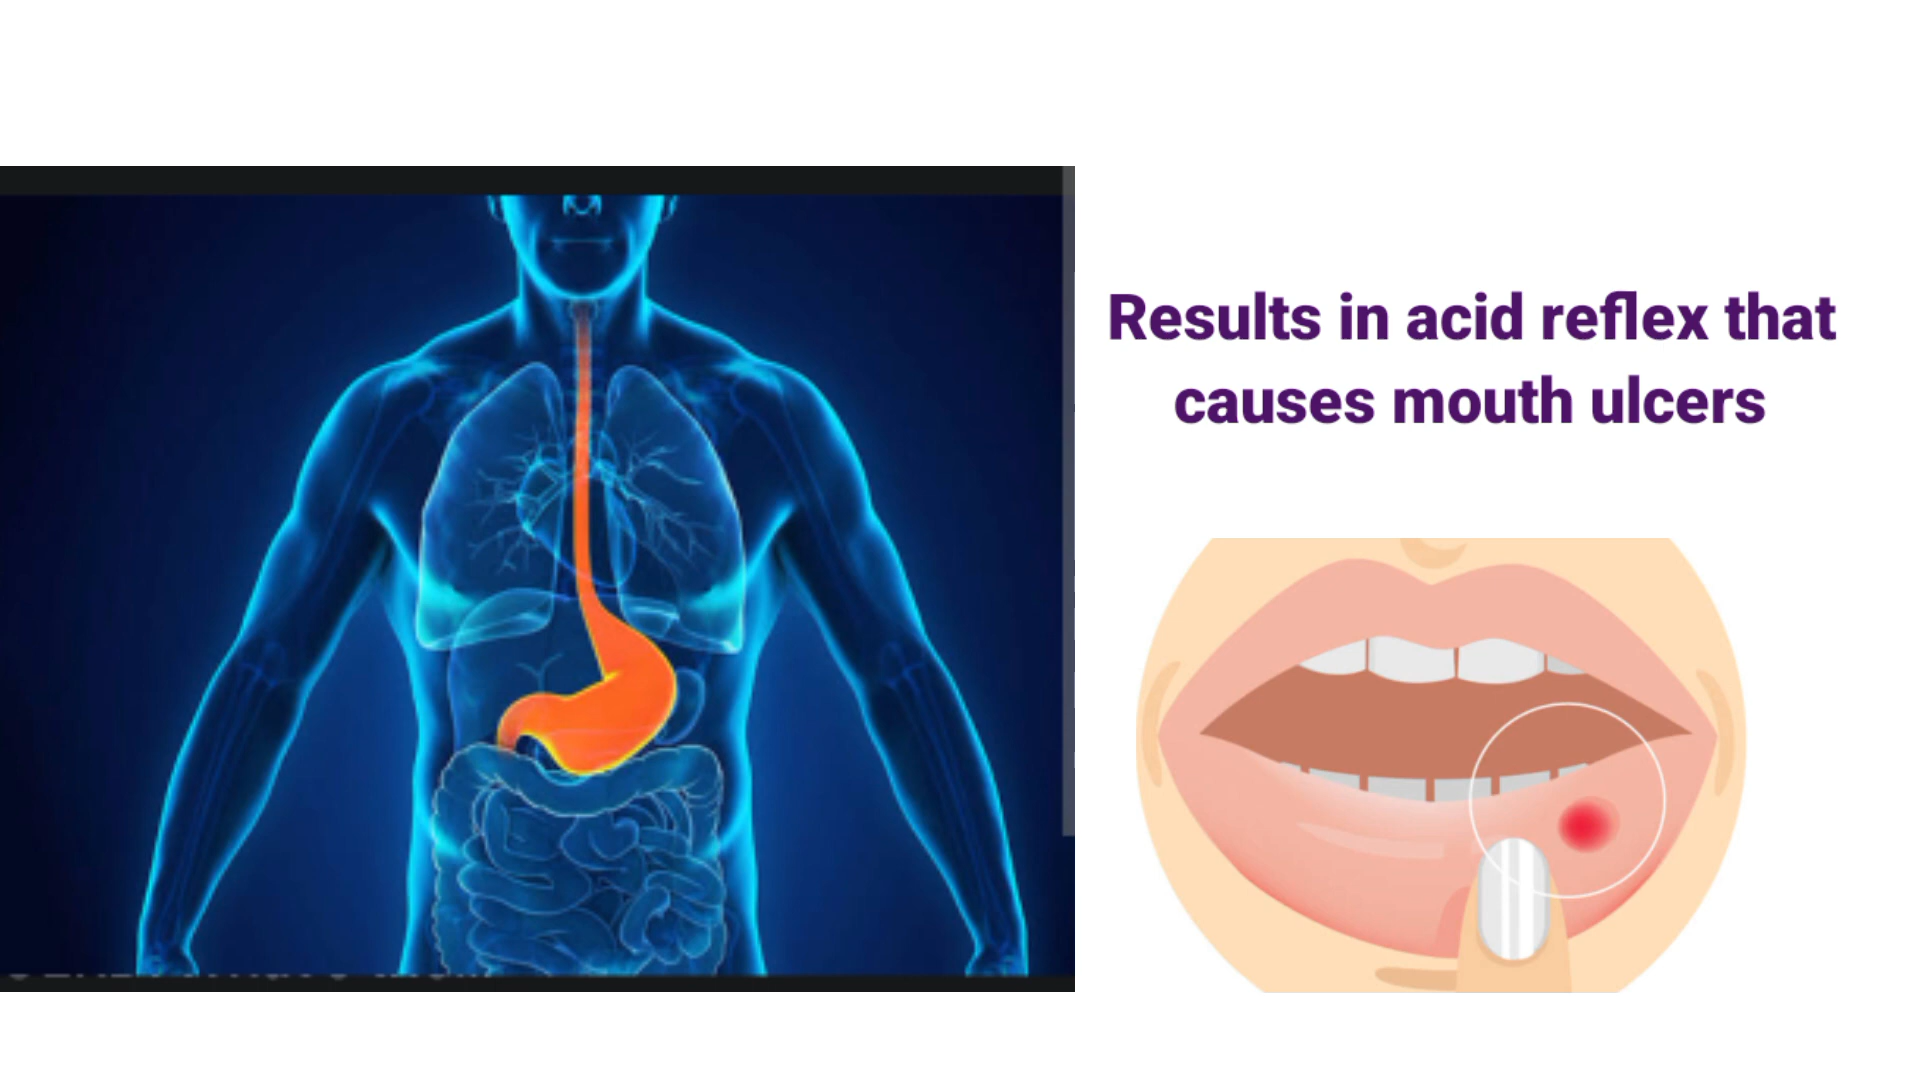 Results in acid reflex that
causes mouth ulcers